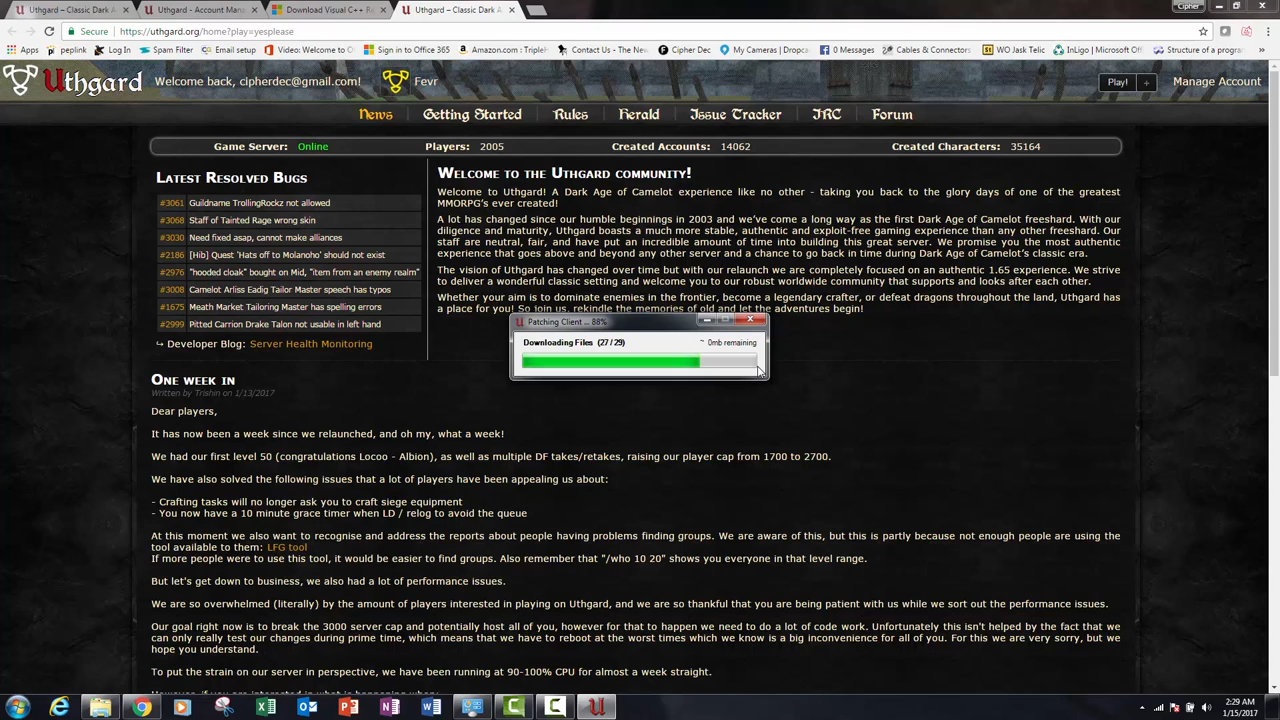 Uthgard – Classic Dark A
Uthgard - Account Man
Download Visual C++ Re
Uthgard – Classic Dark A
Cipher
Secure
https://uthgard.org/home?play=yesplease
Apps
peplink
Log In
Spam Filter
Email setup
Video: Welcome to C
Sign in to Office 365
Amazon.com : Triple
Contact Us - The New
Cipher Dec
My Cameras | Dropca
0 Messages
Cables & Connectors
WO Jask Telic
InLigo | Microsoft Off
Structure of a program
Uthgard
Welcome back, cipherdec@gmail.com!
Fevr
Play!
+
Manage Account
News
Getting Started
Rules
Herald
Issue Tracker
IRC
Forum
Game Server: Online
Players: 2005
Created Accounts: 14062
Created Characters: 35164
Latest Resolved Bugs
#3061 Guildname TrollingRockz not allowed
#3068 Staff of Tainted Rage wrong skin
#3030 Need fixed asap, cannot make alliances
#2186 [Hib] Quest 'Hats off to Molanoho' should not exist
#2976 "hooded cloak" bought on Mid, "item from an enemy realm"
#3008 Camelot Arliss Eadig Tailor Master speech has typos
#1675 Meath Market Tailoring Master has spelling errors
#2999 Pitted Carrion Drake Talon not usable in left hand
Developer Blog: Server Health Monitoring
Welcome to the Uthgard community!
Welcome to Uthgard! A Dark Age of Camelot experience like no other - taking you back to the glory days of one of the greatest
MMORPG's ever created!
A lot has changed since our humble beginnings in 2003 and we've come a long way as the first Dark Age of Camelot freeshard. With our
diligence and maturity, Uthgard boasts a much more stable, authentic and exploit-free gaming experience than any other freeshard. Our
staff are neutral, fair, and have put an incredible amount of time into building this great server. We promise you the most authentic
experience that goes above and beyond any other server and a chance to go back in time during Dark Age of Camelot's classic era.
The vision of Uthgard has changed over time but with our relaunch we are completely focused on an authentic 1.65 experience. We strive
to deliver a wonderful classic setting and welcome you to our robust worldwide community that supports and looks after each other.
Whether your aim is to dominate enemies in the frontier, become a legendary crafter, or defeat dragons throughout the land, Uthgard has
a place for you! So join us, rekindle the memories of old and let the adventures begin!
Patching Client ... 88%
Downloading Files (27 / 29)
~ 0mb remaining
One week in
Written by Trishin on 1/13/2017
Dear players,
It has now been a week since we relaunched, and oh my, what a week!
We had our first level 50 (congratulations Locoo - Albion), as well as multiple DF takes/retakes, raising our player cap from 1700 to 2700.
We have also solved the following issues that a lot of players have been appealing us about:
- Crafting tasks will no longer ask you to craft siege equipment
- You now have a 10 minute grace timer when LD / relog to avoid the queue
At this moment we also want to recognise and address the reports about people having problems finding groups. We are aware of this, but this is partly because not enough people are using the
tool available to them: LFG tool
If more people were to use this tool, it would be easier to find groups. Also remember that "/who 10 20" shows you everyone in that level range.
But let's get down to business, we also had a lot of performance issues.
We are so overwhelmed (literally) by the amount of players interested in playing on Uthgard, and we are so thankful that you are being patient with us while we sort out the performance issues.
Our goal right now is to break the 3000 server cap and potentially host all of you, however for that to happen we need to do a lot of code work. Unfortunately this isn't helped by the fact that we
can only really test our changes during prime time, which means that we have to reboot at the worst times which we know is a big inconvenience for all of you. For this we are very sorry, but we
hope you understand.
To put the strain on our server in perspective, we have been running at 90-100% CPU for almost a week straight.
2:29 AM
1/15/2017